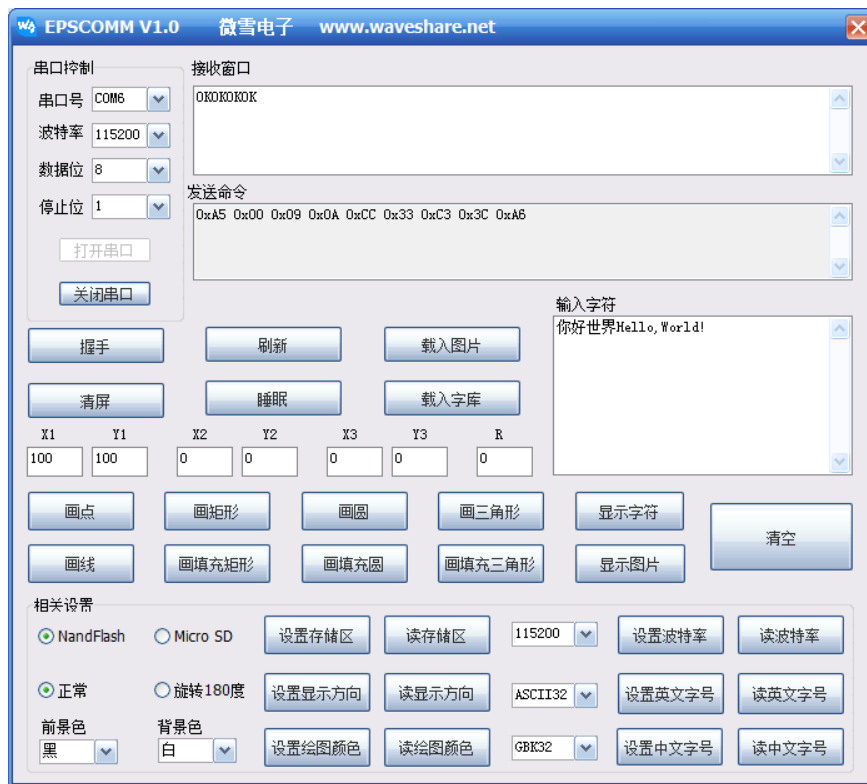 EPSCOMM V1.0 微雪电子 www.waveshare.net
串口控制
串口号 COM6
波特率 115200
数据位 8
停止位 1
打开串口
关闭串口
接收窗口
OKOKOKOK
发送命令
0xA5 0x00 0x09 0x0A 0xCC 0x33 0xC3 0x3C 0xA6
输入字符
你好世界Hello,World!
握手 刷新 载入图片
清屏 睡眠 载入字库
X1 Y1 X2 Y2 X3 Y3 R
100 100 0 0 0 0 0
画点 画矩形 画圆 画三角形 显示字符
画线 画填充矩形 画填充圆 画填充三角形 显示图片
清空
相关设置
NandFlash Micro SD 设置存储区 读存储区 115200 设置波特率 读波特率
正常 旋转180度 设置显示方向 读显示方向 ASCII32 设置英文字号 读英文字号
前景色 背景色
黑 白 设置绘图颜色 读绘图颜色 GBK32 设置中文字号 读中文字号